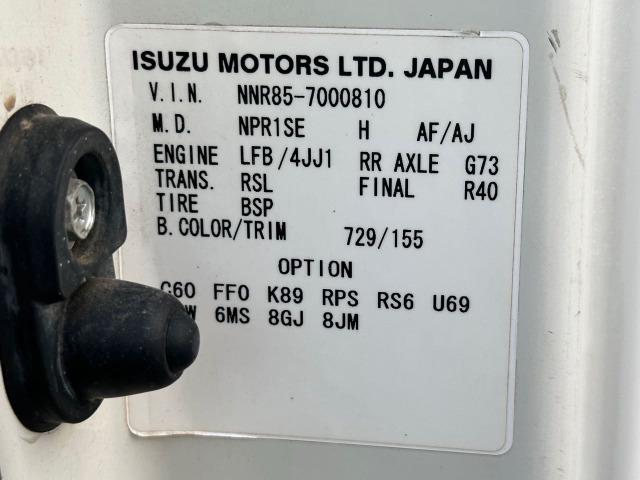 ISUZU MOTORS LTD. JAPAN
V.I.N. NNR85-7000810
M.D. NPR1SE H AF/AJ
ENGINE LFB/4JJ1 RR AXLE G73
TRANS. RSL FINAL R40
TIRE BSP
B.COLOR/TRIM 729/155
OPTION
FF0 K89 RPS RS6 U69
6MS 8GJ 8JM